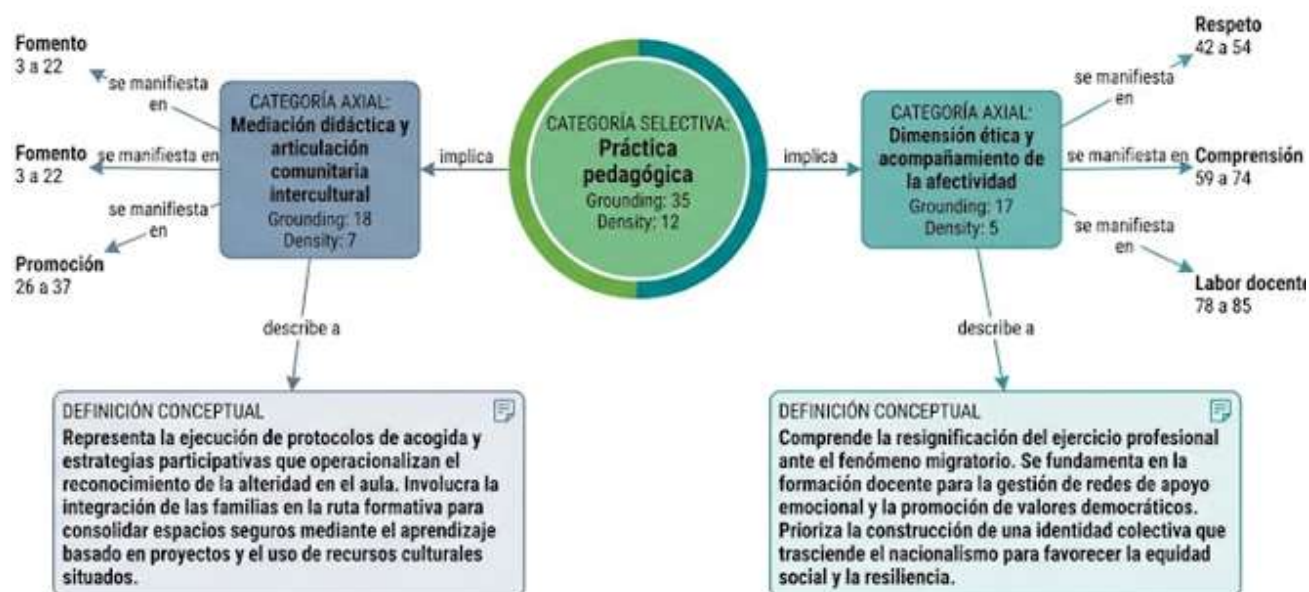 Fomento
3 a 22
se manifiesta
en
Fomento
3 a 22
se manifiesta en
se manifiesta
en
Promoción
26 a 37
CATEGORÍA AXIAL:
Mediación didáctica y
articulación
comunitaria
intercultural
Grounding: 18
Density: 7
implica
CATEGORÍA SELECTIVA:
Práctica
pedagógica
Grounding: 35
Density: 12
implica
CATEGORÍA AXIAL:
Dimensión ética y
acompañamiento de
la afectividad
Grounding: 17
Density: 5
se manifiesta
en
Respeto
42 a 54
se manifiesta en
Comprensión
59 a 74
se manifiesta
en
Labor docente
78 a 85
describe a
describe a
DEFINICIÓN CONCEPTUAL
Representa la ejecución de protocolos de acogida y
estrategias participativas que operacionalizan el
reconocimiento de la alteridad en el aula. Involucra la
integración de las familias en la ruta formativa para
consolidar espacios seguros mediante el aprendizaje
basado en proyectos y el uso de recursos culturales
situados.
DEFINICIÓN CONCEPTUAL
Comprende la resignificación del ejercicio profesional
ante el fenómeno migratorio. Se fundamenta en la
formación docente para la gestión de redes de apoyo
emocional y la promoción de valores democráticos.
Prioriza la construcción de una identidad colectiva que
trasciende el nacionalismo para favorecer la equidad
social y la resiliencia.